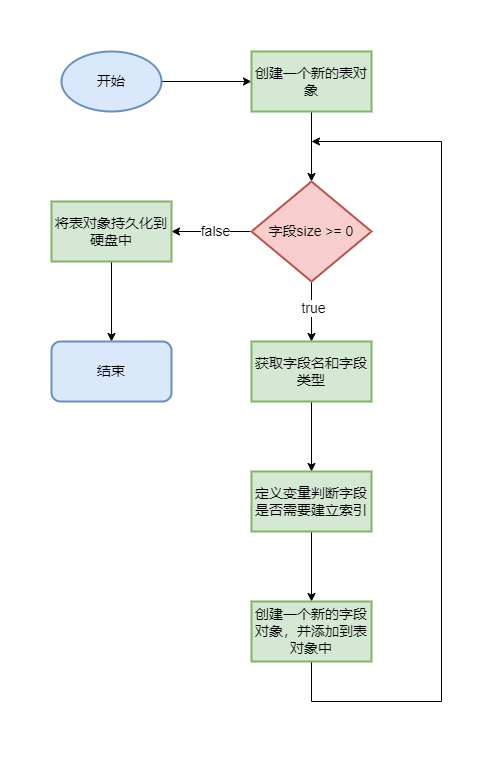 开始
创建一个新的表对
象
将表对象持久化到
硬盘中
false
字段size >= 0
true
结束
获取字段名和字段
类型
定义变量判断字段
是否需要建立索引
创建一个新的字段
对象，并添加到表
对象中